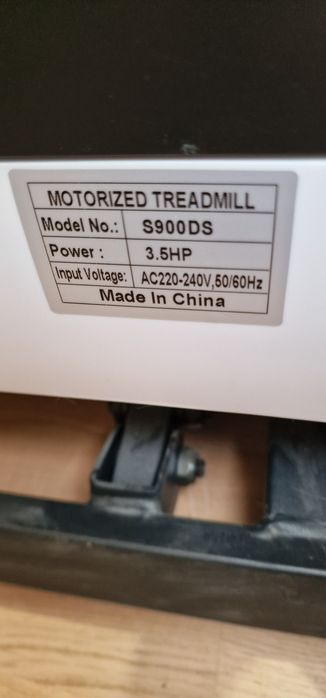 MOTORIZED TREADMILL
Model No.: S900DS
Power : 3.5HP
Input Voltage: AC220-240V,50/60Hz
Made In China